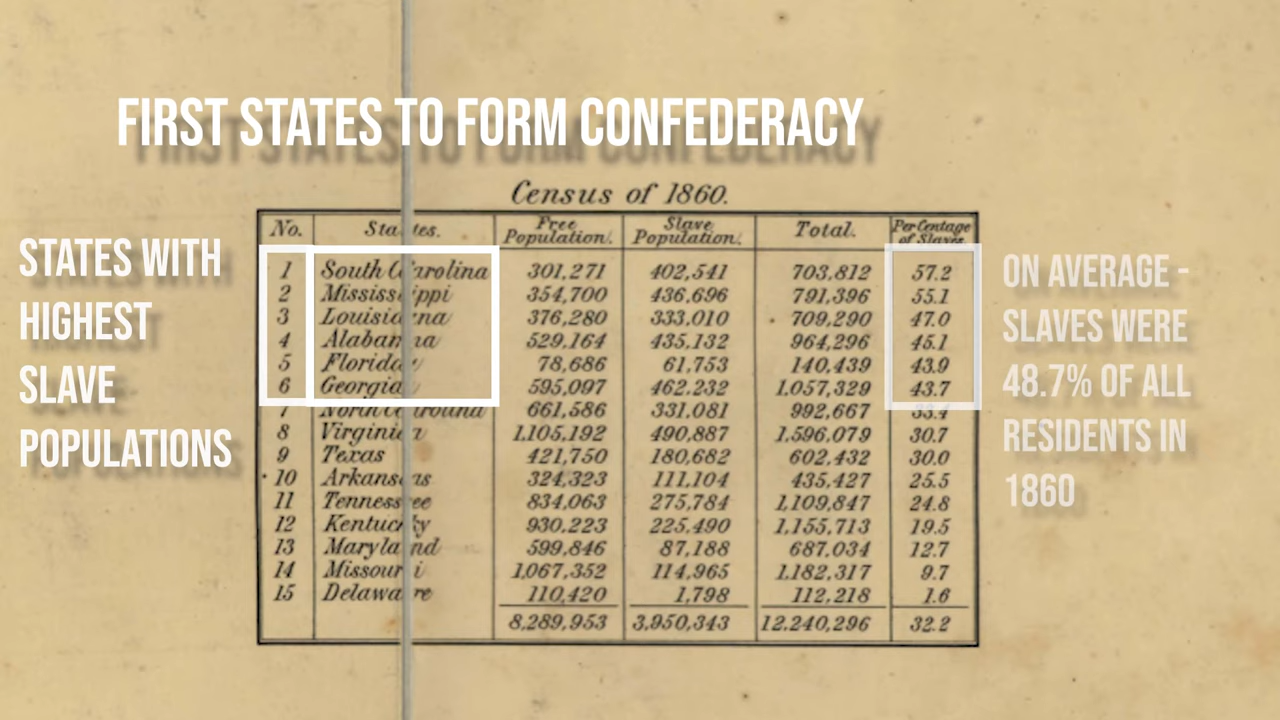 FIRST STATES TO FORM CONFEDERACY
Census of 1860.
No. States. Free Population. Slave Population. Total. Per Centage of Slaves
STATES WITH
HIGHEST
SLAVE
POPULATIONS
1 South Carolina 301,271 402,541 703,812 57.2
2 Mississippi 354,700 436,696 791,396 55.1
3 Louisiana 376,280 333,010 709,290 47.0
4 Alabama 529,164 435,132 964,296 45.1
5 Florida 78,686 61,753 140,439 43.9
6 Georgia 595,097 462,232 1,057,329 43.7
7 North Carolina 661,586 331,081 992,667 33.4
8 Virginia 1,105,192 490,887 1,596,079 30.7
9 Texas 421,750 180,682 602,432 30.0
10 Arkansas 324,323 111,104 435,427 25.5
11 Tennessee 834,063 275,784 1,109,847 24.8
12 Kentucky 930,223 225,490 1,155,713 19.5
13 Maryland 599,846 87,188 687,034 12.7
14 Missouri 1,067,352 114,965 1,182,317 9.7
15 Delaware 110,420 1,798 112,218 1.6
8,289,953 3,950,343 12,240,296 32.2
ON AVERAGE -
SLAVES WERE
48.7% OF ALL
RESIDENTS IN
1860